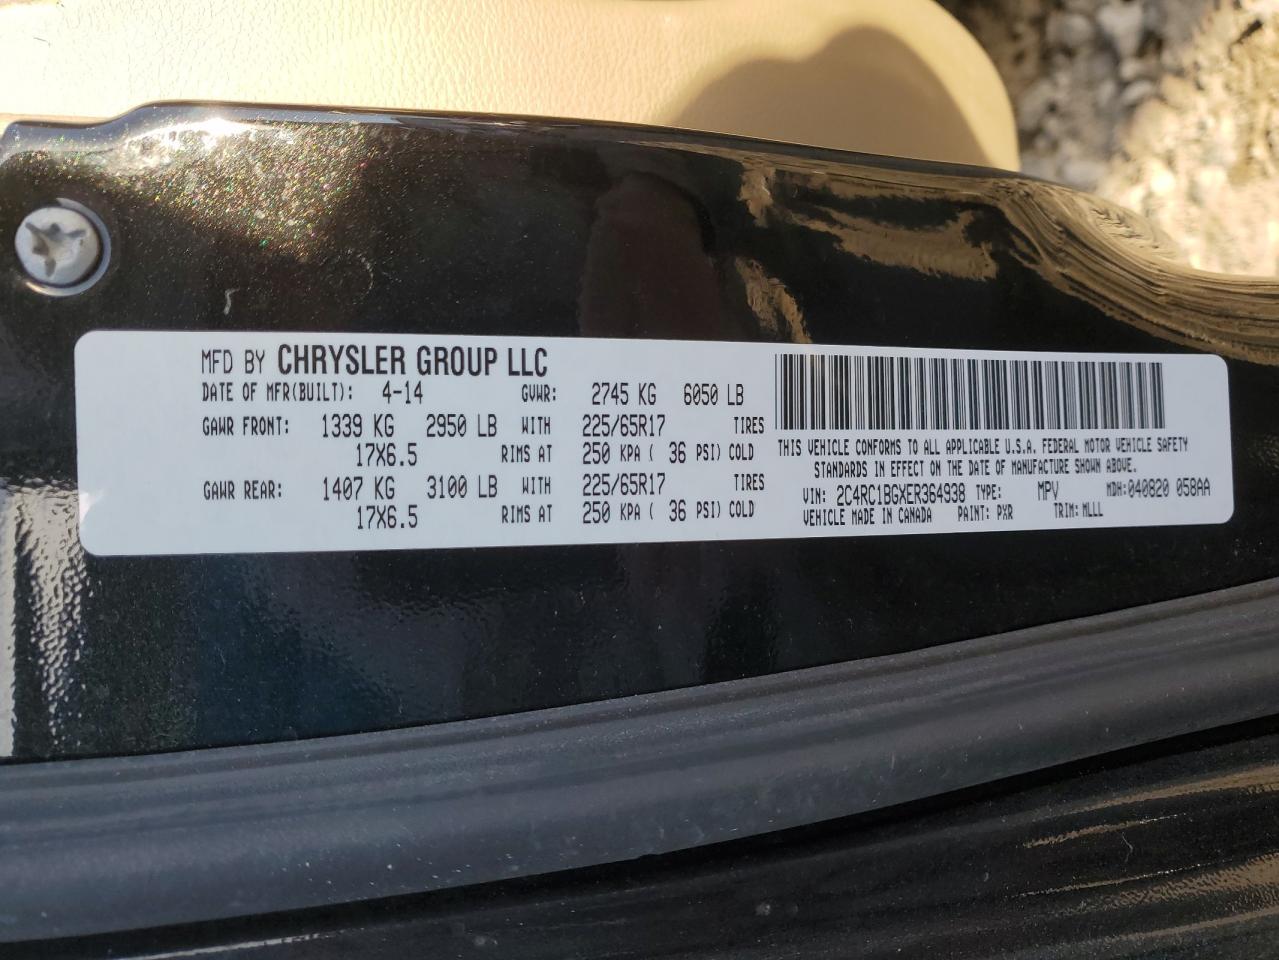 MFD BY CHRYSLER GROUP LLC
DATE OF MFR(BUILT): 4-14 GVWR: 2745 KG 6050 LB
GAWR FRONT: 1339 KG 2950 LB WITH 225/65R17 TIRES
17X6.5 RIMS AT 250 KPA ( 36 PSI) COLD
GAWR REAR: 1407 KG 3100 LB WITH 225/65R17 TIRES
17X6.5 RIMS AT 250 KPA ( 36 PSI) COLD
THIS VEHICLE CONFORMS TO ALL APPLICABLE U.S.A. FEDERAL MOTOR VEHICLE SAFETY
STANDARDS IN EFFECT ON THE DATE OF MANUFACTURE SHOWN ABOVE.
VIN: 2C4RC1BGXER364938 TYPE: MPV MDH:040820 058AA
VEHICLE MADE IN CANADA PAINT: PXR TRIM: MLLL